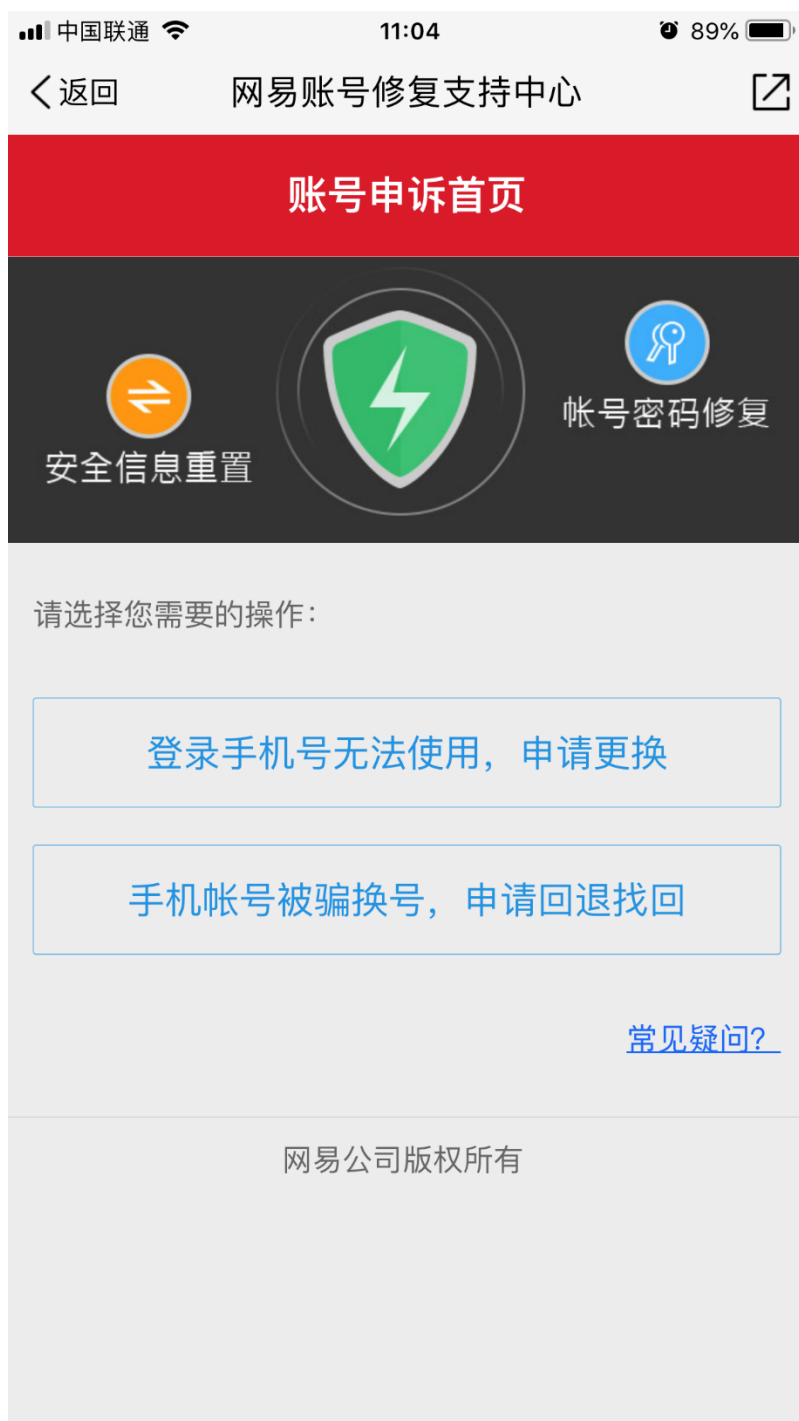 中国联通
11:04
89%
返回
网易账号修复支持中心
账号申诉首页
帐号密码修复
安全信息重置
请选择您需要的操作：
登录手机号无法使用，申请更换
手机帐号被骗换号，申请回退找回
常见疑问？
网易公司版权所有